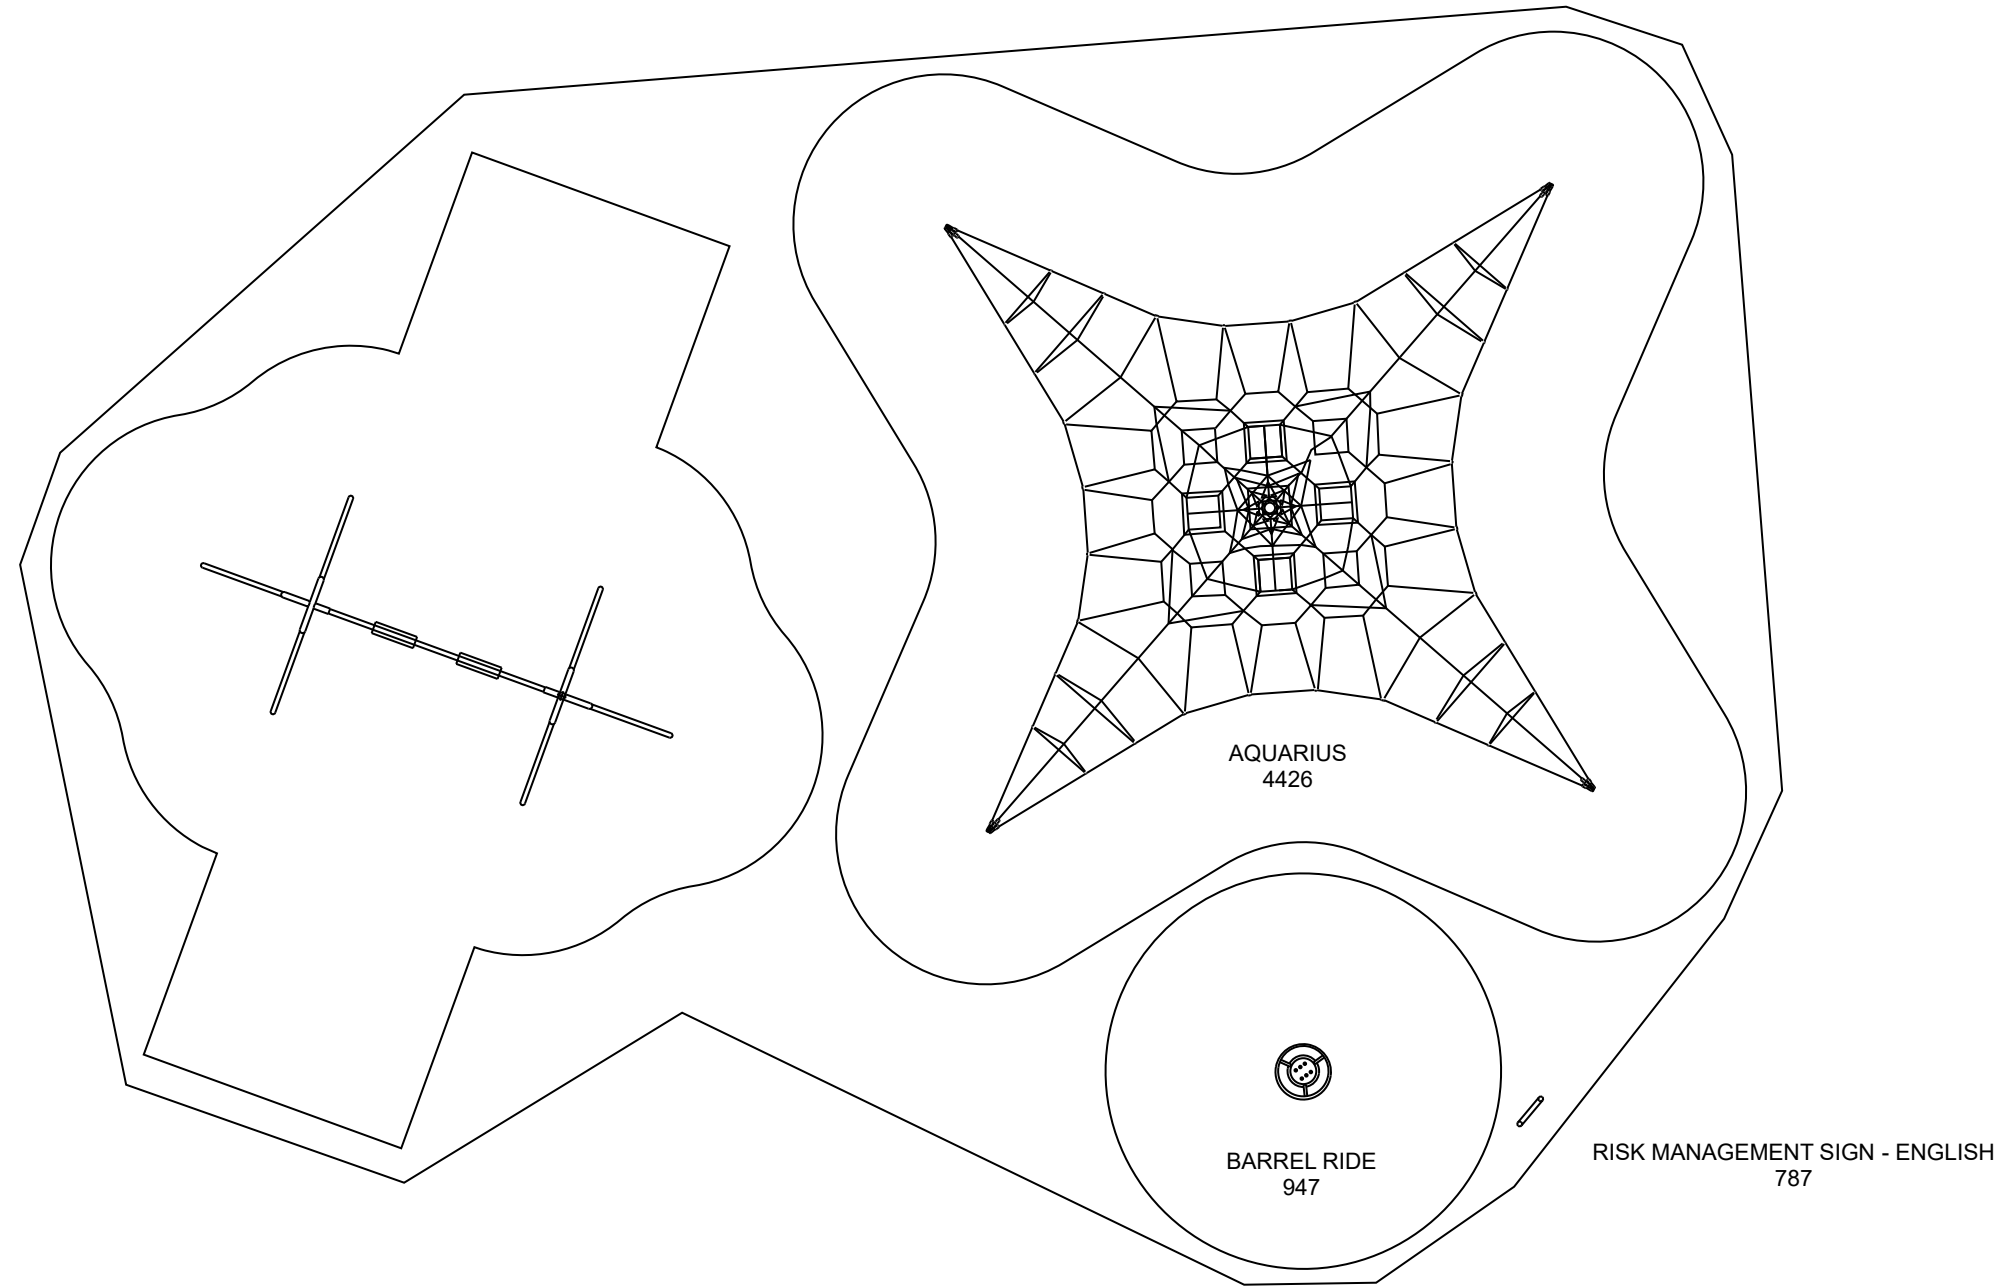 AQUARIUS
4426
BARREL RIDE
947
RISK MANAGEMENT SIGN - ENGLISH
787